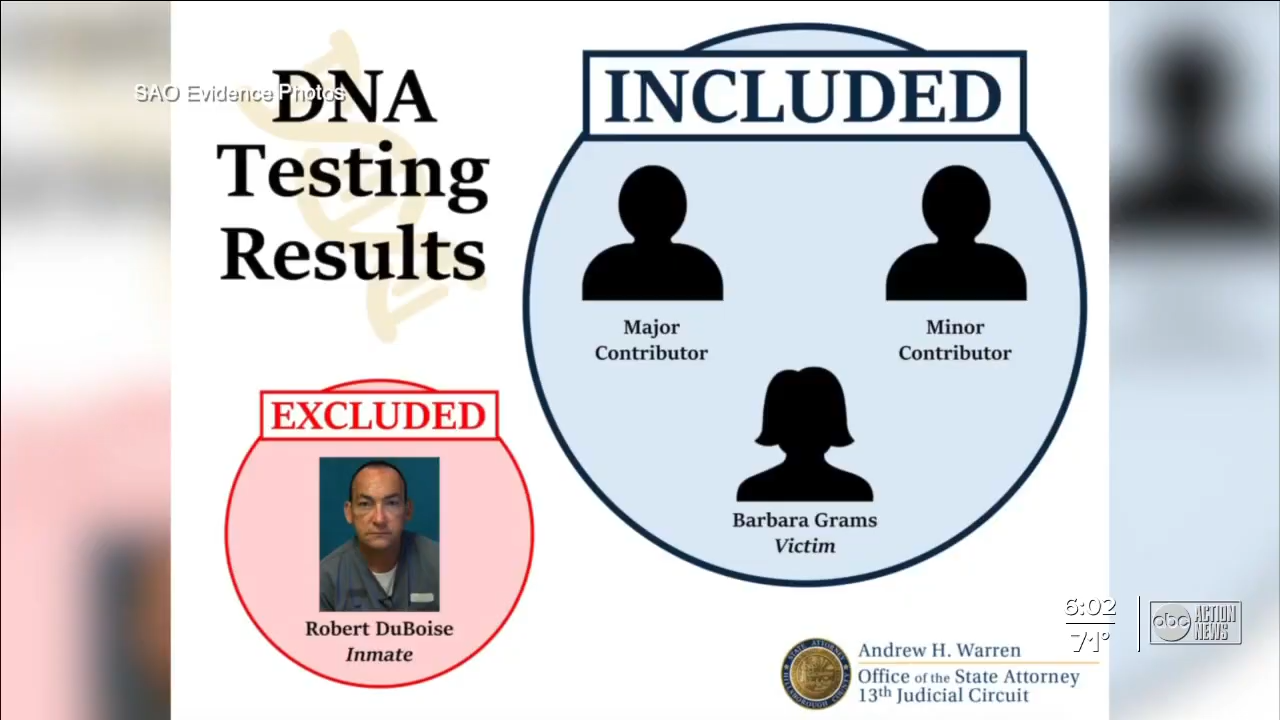 SAO Evidence Photos
DNA
Testing
Results
INCLUDED
Major
Contributor
Minor
Contributor
Barbara Grams
Victim
EXCLUDED
Robert DuBoise
Inmate
Andrew H. Warren
Office of the State Attorney
13th Judicial Circuit
6:02
71°
abc
ACTION
NEWS